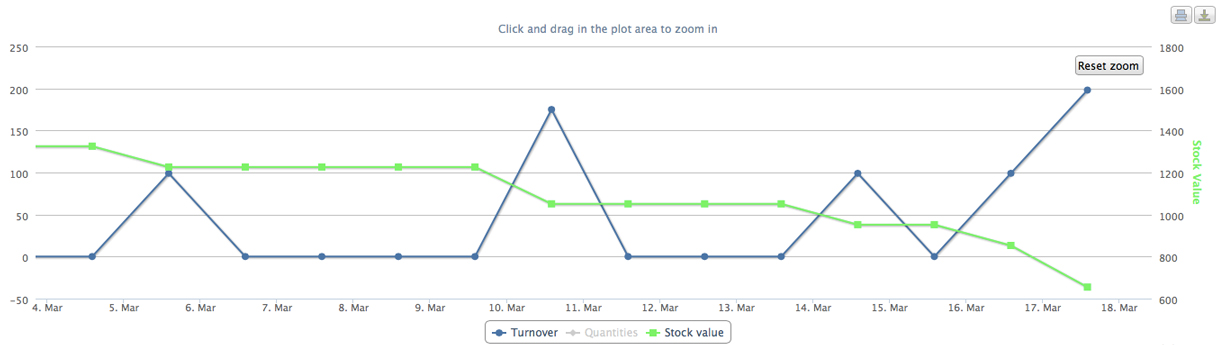 Click and drag in the plot area to zoom in
250 1800
Reset zoom
200 1600
150 1400
100 1200
50 1000
0 800
−50 600
Stock Value
4. Mar 5. Mar 6. Mar 7. Mar 8. Mar 9. Mar 10. Mar 11. Mar 12. Mar 13. Mar 14. Mar 15. Mar 16. Mar 17. Mar 18. Mar
Turnover Quantities Stock value